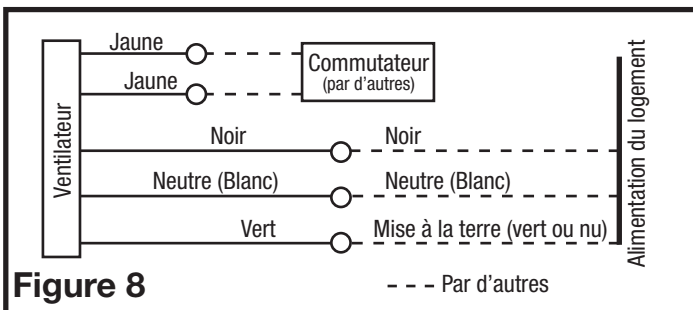 Jaune
Commutateur
(par d'autres)
Jaune
Ventilateur
Noir
Noir
Neutre (Blanc)
Neutre (Blanc)
Vert
Mise à la terre (vert ou nu)
Alimentation du logement
Figure 8
Par d'autres